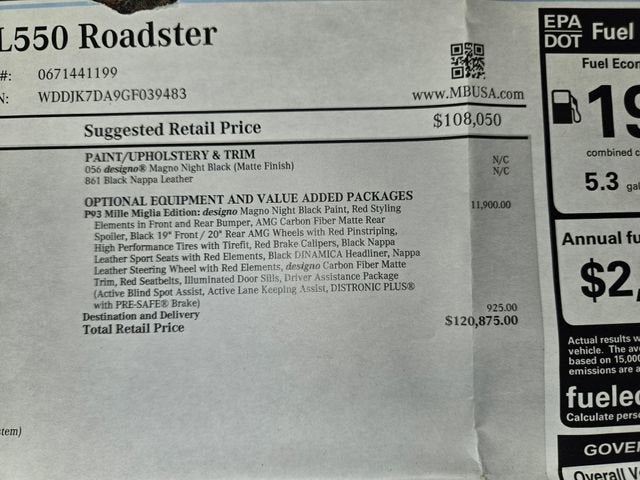 L550 Roadster
#: 0671441199
N: WDDJK7DA9GF039483
www.MBUSA.com
Suggested Retail Price $108,050
PAINT/UPHOLSTERY & TRIM
056 designo® Magno Night Black (Matte Finish) N/C
861 Black Nappa Leather N/C
OPTIONAL EQUIPMENT AND VALUE ADDED PACKAGES
P93 Mille Miglia Edition: designo Magno Night Black Paint, Red Styling 11,900.00
Elements in Front and Rear Bumper, AMG Carbon Fiber Matte Rear
Spoiler, Black 19" Front / 20" Rear AMG Wheels with Red Pinstriping,
High Performance Tires with Tirefit, Red Brake Calipers, Black Nappa
Leather Sport Seats with Red Elements, Black DINAMICA Headliner, Nappa
Leather Steering Wheel with Red Elements, designo Carbon Fiber Matte
Trim, Red Seatbelts, Illuminated Door Sills, Driver Assistance Package
(Active Blind Spot Assist, Active Lane Keeping Assist, DISTRONIC PLUS®
with PRE-SAFE® Brake)
Destination and Delivery 925.00
Total Retail Price $120,875.00
tem)
EPA
DOT Fuel
Fuel Econ
19
combined c
5.3 gal
Annual fu
$2,
Actual results w
vehicle. The ave
based on 15,000
emissions are a
fuelec
Calculate perso
GOVER
Overall V